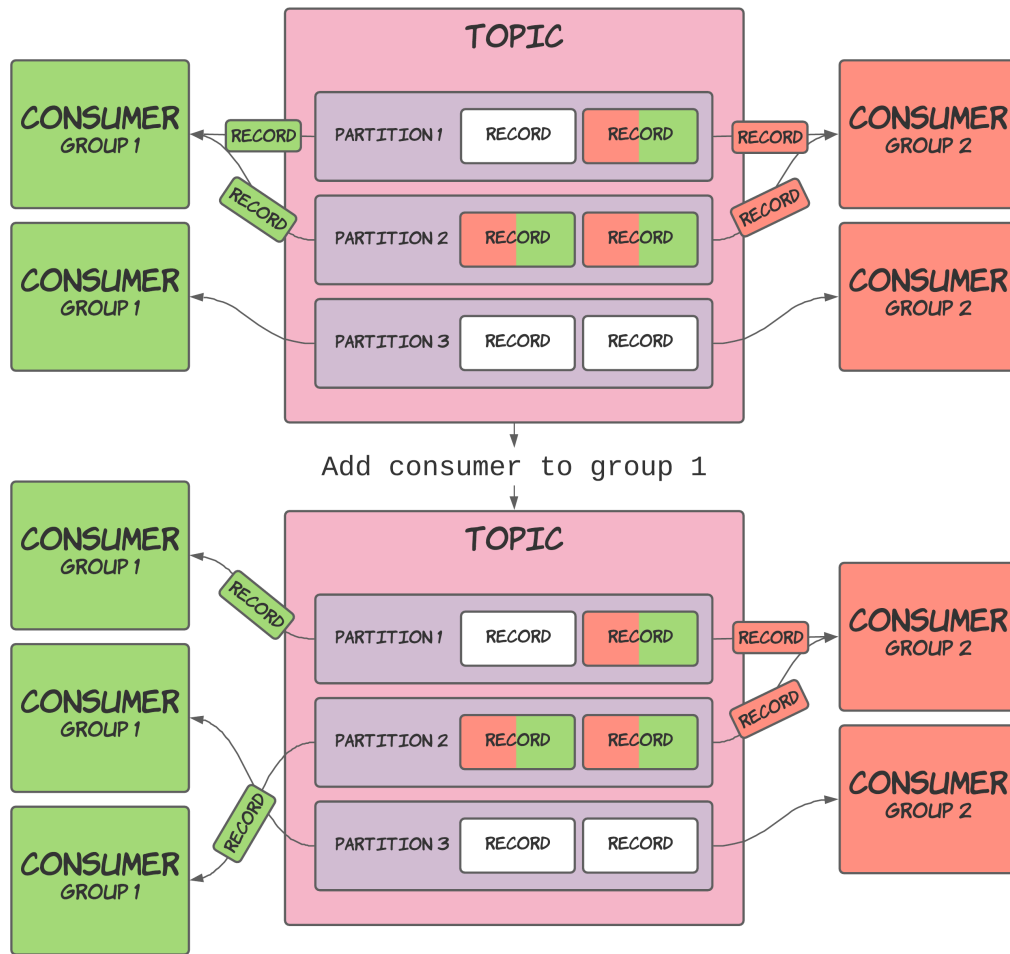 TOPIC
CONSUMER
GROUP 1
RECORD
PARTITION 1
RECORD
RECORD
RECORD
CONSUMER
GROUP 2
RECORD
PARTITION 2
RECORD
RECORD
RECORD
CONSUMER
GROUP 1
PARTITION 3
RECORD
RECORD
CONSUMER
GROUP 2
Add consumer to group 1
TOPIC
CONSUMER
GROUP 1
RECORD
PARTITION 1
RECORD
RECORD
RECORD
CONSUMER
GROUP 2
CONSUMER
GROUP 1
PARTITION 2
RECORD
RECORD
RECORD
CONSUMER
GROUP 2
RECORD
PARTITION 3
RECORD
RECORD
CONSUMER
GROUP 1